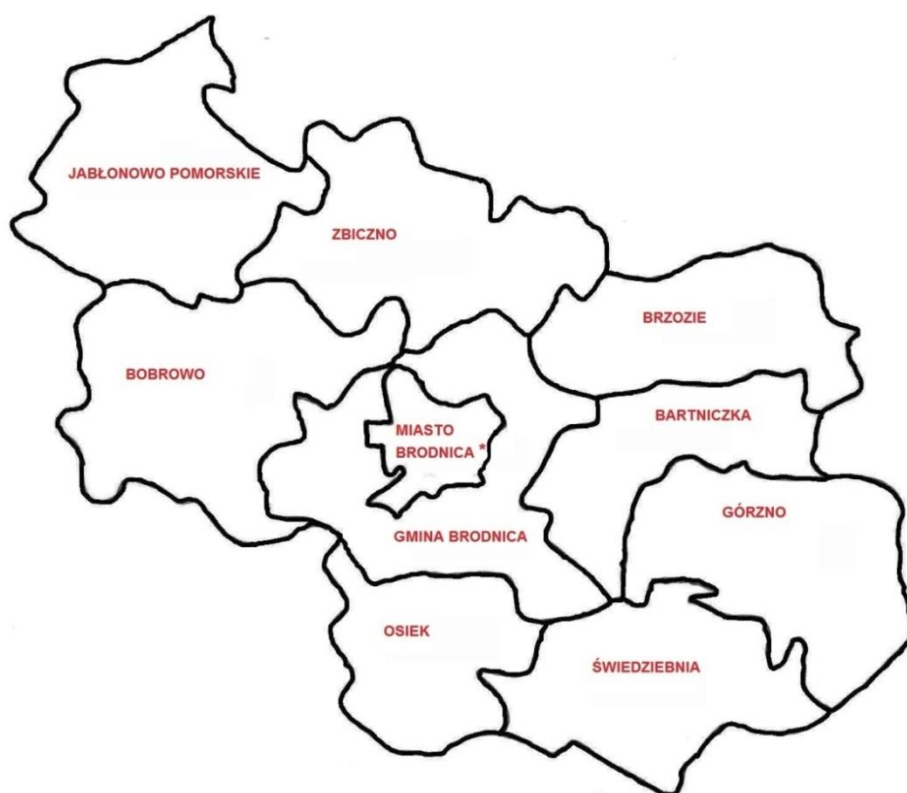 JABŁONOWO POMORSKIE
ZBICZNO
BRZOZIE
BOBROWO
BARTNICZKA
MIASTO
BRODNICA *
GÓRZNO
GMINA BRODNICA
OSIEK
ŚWIEDZIEBNIA